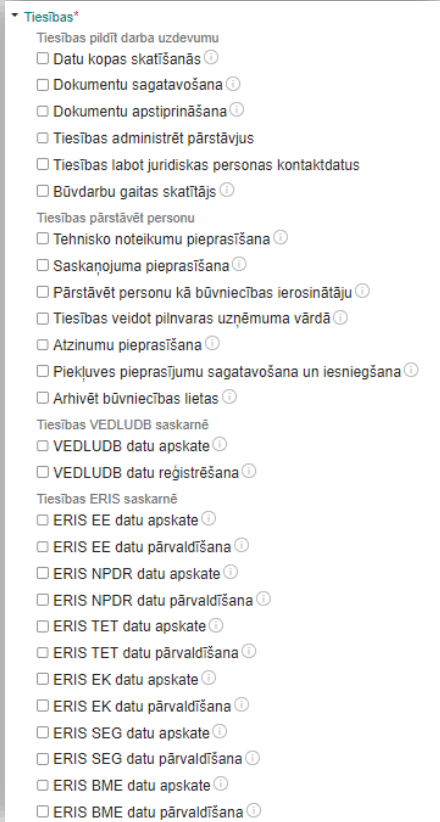 Tiesības*
Tiesības pildīt darba uzdevumu
Datu kopas skatīšanās
Dokumentu sagatavošana
Dokumentu apstiprināšana
Tiesības administrēt pārstāvjus
Tiesības labot juridiskas personas kontaktdatus
Būvdarbu gaitas skatītājs
Tiesības pārstāvēt personu
Tehnisko noteikumu pieprasīšana
Saskaņojuma pieprasīšana
Pārstāvēt personu kā būvniecības ierosinātāju
Tiesības veidot pilnvaras uzņēmuma vārdā
Atzinumu pieprasīšana
Piekļuves pieprasījumu sagatavošana un iesniegšana
Arhivēt būvniecības lietas
Tiesības VEDLUDB saskarnē
VEDLUDB datu apskate
VEDLUDB datu reģistrēšana
Tiesības ERIS saskarnē
ERIS EE datu apskate
ERIS EE datu pārvaldīšana
ERIS NPDR datu apskate
ERIS NPDR datu pārvaldīšana
ERIS TET datu apskate
ERIS TET datu pārvaldīšana
ERIS EK datu apskate
ERIS EK datu pārvaldīšana
ERIS SEG datu apskate
ERIS SEG datu pārvaldīšana
ERIS BME datu apskate
ERIS BME datu pārvaldīšana